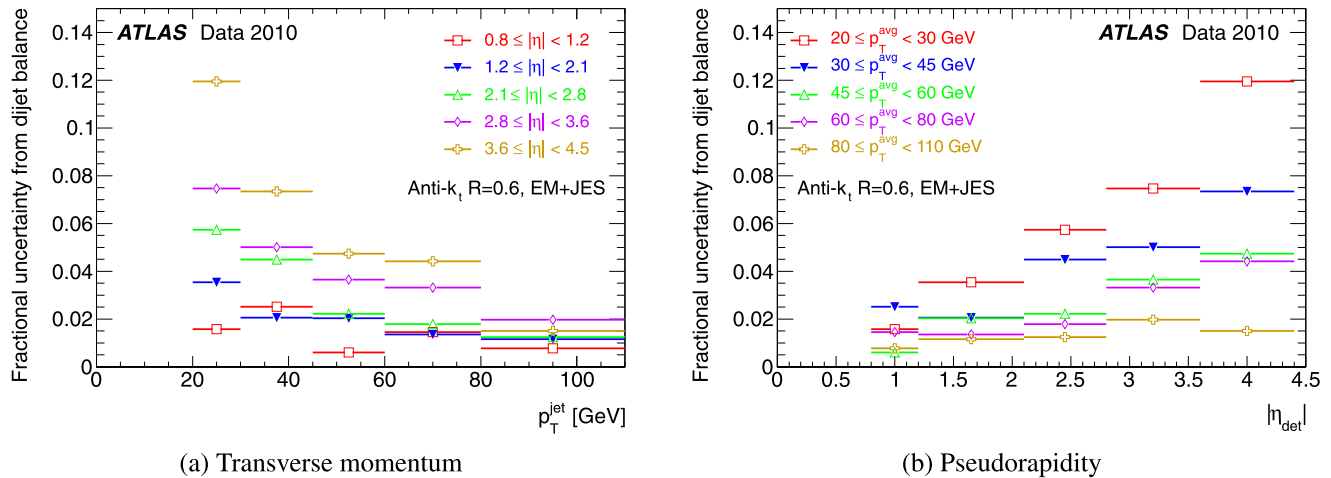 Fractional uncertainty from dijet balance
0.14
0.12
0.1
0.08
0.06
0.04
0.02
0
ATLAS Data 2010
0.8 ≤ |η| < 1.2
1.2 ≤ |η| < 2.1
2.1 ≤ |η| < 2.8
2.8 ≤ |η| < 3.6
3.6 ≤ |η| < 4.5
Anti-k_t R=0.6, EM+JES
0 20 40 60 80 100
p_T^jet [GeV]
(a) Transverse momentum
Fractional uncertainty from dijet balance
0.14
0.12
0.1
0.08
0.06
0.04
0.02
0
20 ≤ p_T^avg < 30 GeV
30 ≤ p_T^avg < 45 GeV
45 ≤ p_T^avg < 60 GeV
60 ≤ p_T^avg < 80 GeV
80 ≤ p_T^avg < 110 GeV
ATLAS Data 2010
Anti-k_t R=0.6, EM+JES
0 0.5 1 1.5 2 2.5 3 3.5 4 4.5
|η_det|
(b) Pseudorapidity